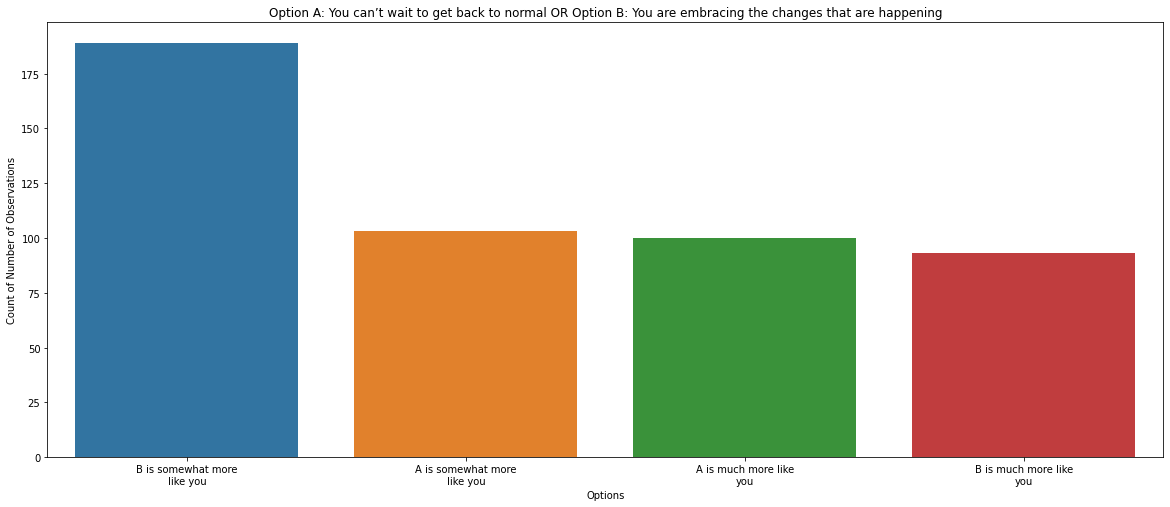 Option A: You can’t wait to get back to normal OR Option B: You are embracing the changes that are happening
Count of Number of Observations
175
150
125
100
75
50
25
0
B is somewhat more
like you
A is somewhat more
like you
A is much more like
you
B is much more like
you
Options